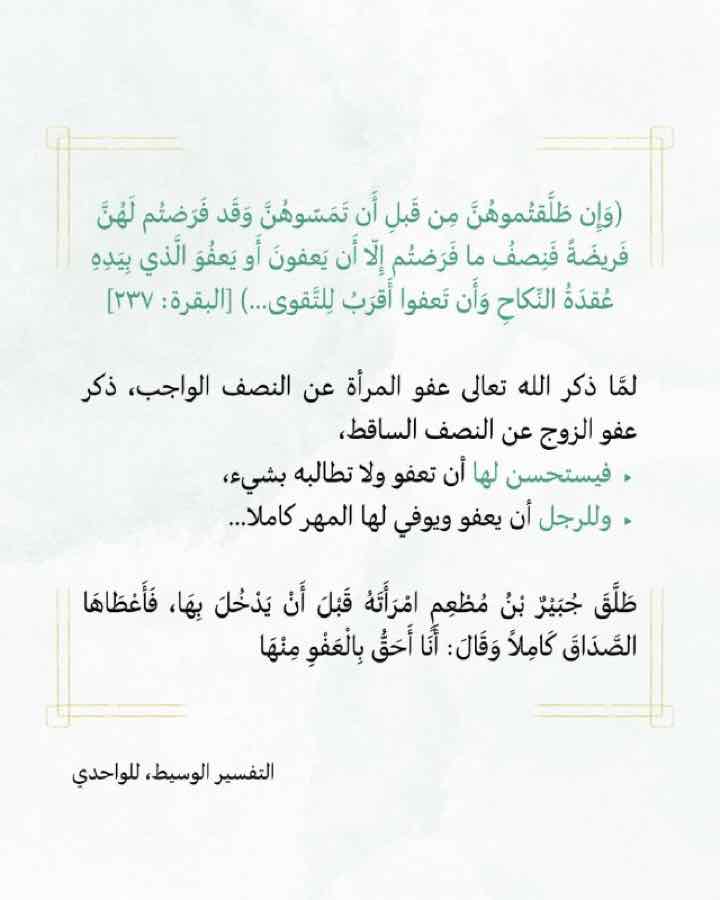 (وَإِن طَلَّقتُموهُنَّ مِن قَبلِ أَن تَمَسّوهُنَّ وَقَد فَرَضتُم لَهُنَّ
فَريضَةً فَنِصفُ ما فَرَضتُم إِلّا أَن يَعفونَ أَو يَعفُوَ الَّذي بِيَدِهِ
عُقدَةُ النِّكاحِ وَأَن تَعفوا أَقرَبُ لِلتَّقوى...) [البقرة: ٢٣٧]
لمَّا ذكر الله تعالى عفو المرأة عن النصف الواجب، ذكر
عفو الزوج عن النصف الساقط،
‣ فيستحسن لها أن تعفو ولا تطالبه بشيء،
‣ وللرجل أن يعفو ويوفي لها المهر كاملا...
طَلَّقَ جُبَيْرُ بْنُ مُطْعِمٍ امْرَأَتَهُ قَبْلَ أَنْ يَدْخُلَ بِهَا، فَأَعْطَاهَا
الصَّدَاقَ كَامِلاً وَقَالَ: أَنَا أَحَقُّ بِالْعَفْوِ مِنْهَا
التفسير الوسيط، للواحدي